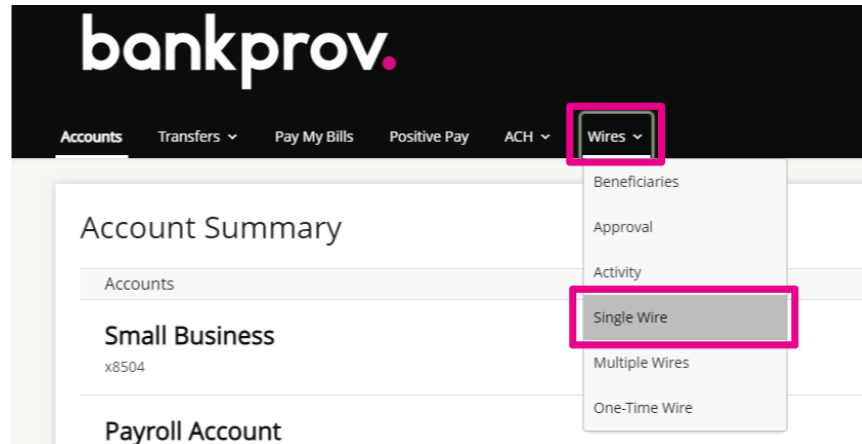 bankprov.
Accounts Transfers Pay My Bills Positive Pay ACH Wires
Beneficiaries
Account Summary
Approval
Activity
Accounts
Single Wire
Small Business
x8504
Multiple Wires
One-Time Wire
Payroll Account